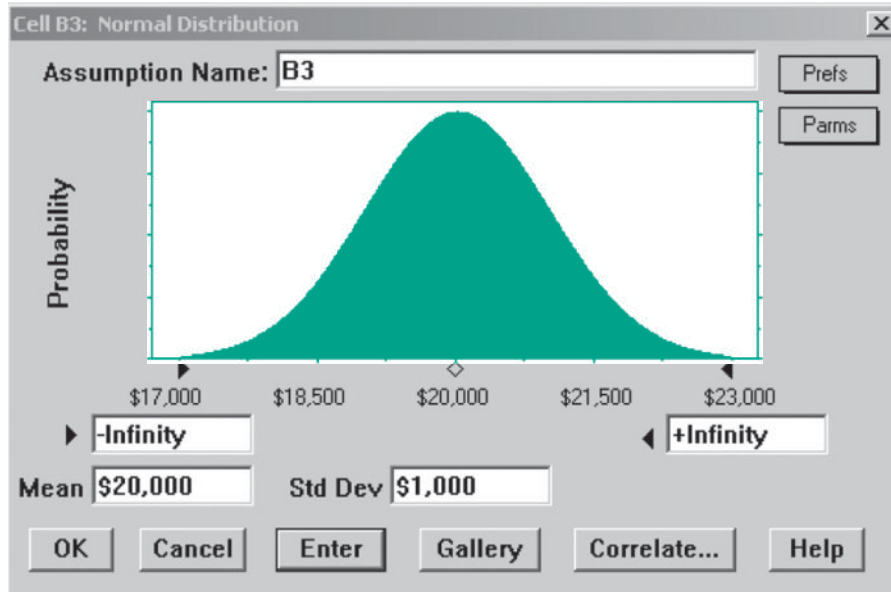 Cell B3: Normal Distribution
Assumption Name: B3
Prefs
Parms
Probability
$17,000 $18,500 $20,000 $21,500 $23,000
-Infinity +Infinity
Mean $20,000 Std Dev $1,000
OK Cancel Enter Gallery Correlate... Help